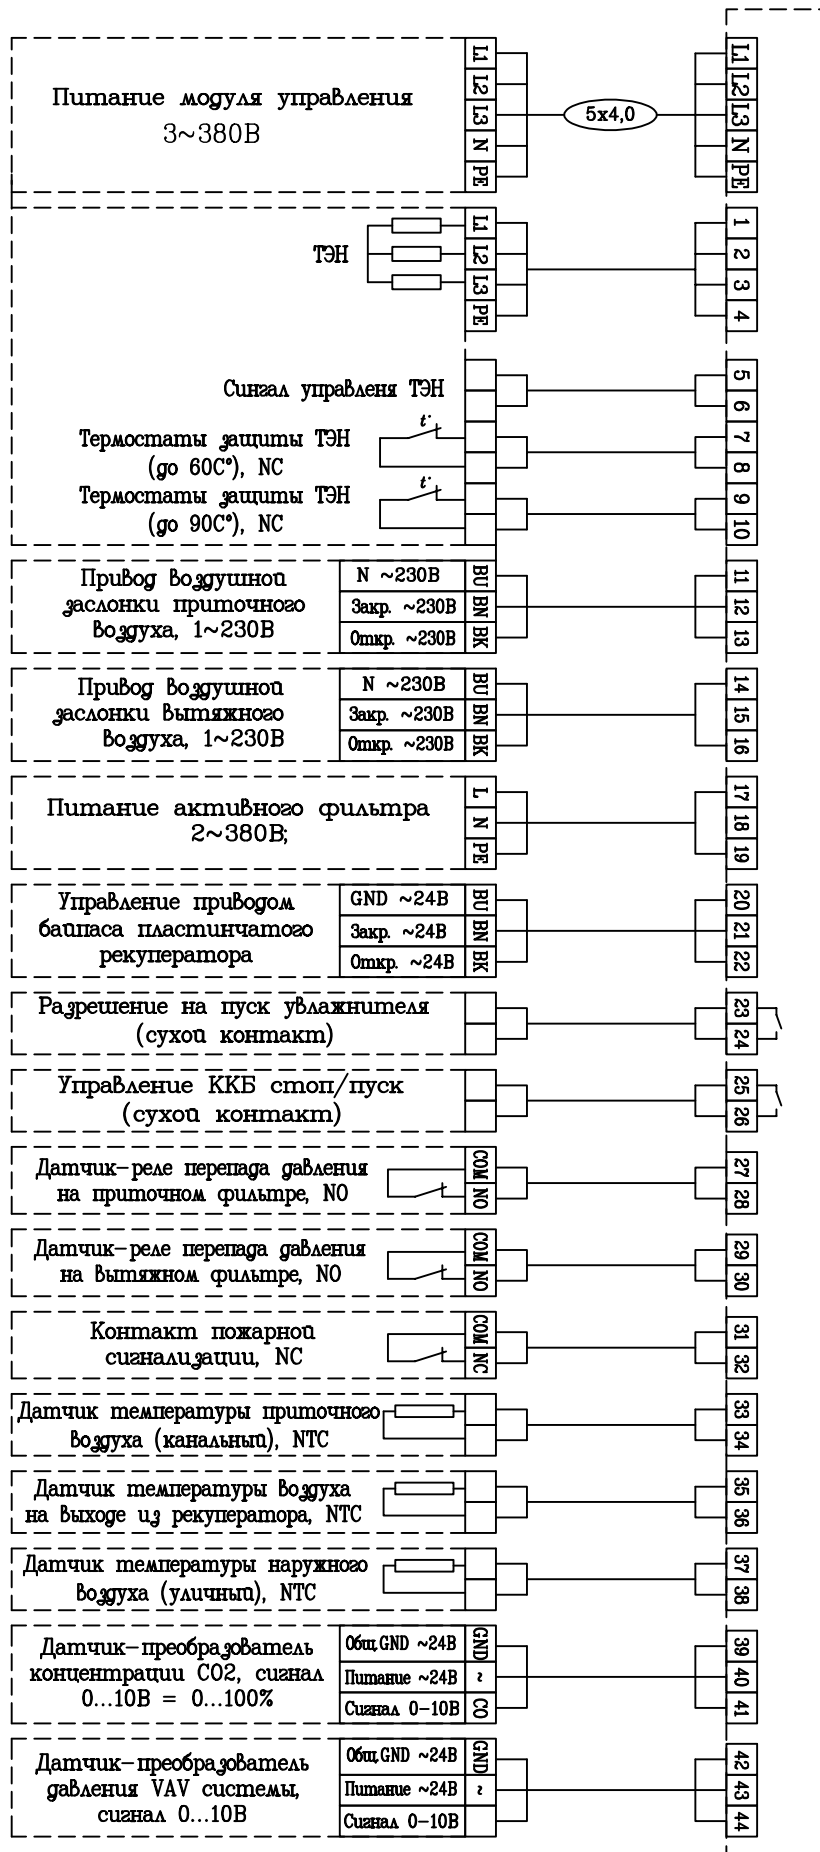 Питание модуля управления
3~380В
L1
L2
L3
N
PE
5x4,0
L1
L2
L3
N
PE
ТЭН
L1
L2
L3
PE
1
2
3
4
Сингал управленя ТЭН
5
6
Термостаты защиты ТЭН
(до 60С°), NC
t°
7
8
Термостаты защиты ТЭН
(до 90С°), NC
t°
9
10
Привод воздушной
заслонки приточного
воздуха, 1~230В
N ~230В
Закр. ~230В
Откр. ~230В
BU
BN
BK
11
12
13
Привод воздушной
заслонки вытяжного
воздуха, 1~230В
N ~230В
Закр. ~230В
Откр. ~230В
BU
BN
BK
14
15
16
Питание активного фильтра
2~380В;
L
N
PE
17
18
19
Управление приводом
байпаса пластинчатого
рекуператора
GND ~24В
Закр. ~24В
Откр. ~24В
BU
BN
BK
20
21
22
Разрешение на пуск увлажнителя
(сухой контакт)
23
24
Управление ККБ стоп/пуск
(сухой контакт)
25
26
Датчик-реле перепада давления
на приточном фильтре, NO
COM
NO
27
28
Датчик-реле перепада давления
на вытяжном фильтре, NO
COM
NO
29
30
Контакт пожарной
сигнализации, NC
COM
NC
31
32
Датчик температуры приточного
воздуха (канальный), NTC
33
34
Датчик температуры воздуха
на выходе из рекуператора, NTC
35
36
Датчик температуры наружного
воздуха (уличный), NTC
37
38
Датчик-преобразователь
концентрации СО2, сигнал
0...10В = 0...100%
Общ.GND ~24В
Питание ~24В
Сигнал 0-10В
GND
~
CO
39
40
41
Датчик-преобразователь
давления VAV системы,
сигнал 0...10В
Общ.GND ~24В
Питание ~24В
Сигнал 0-10В
GND
~
42
43
44